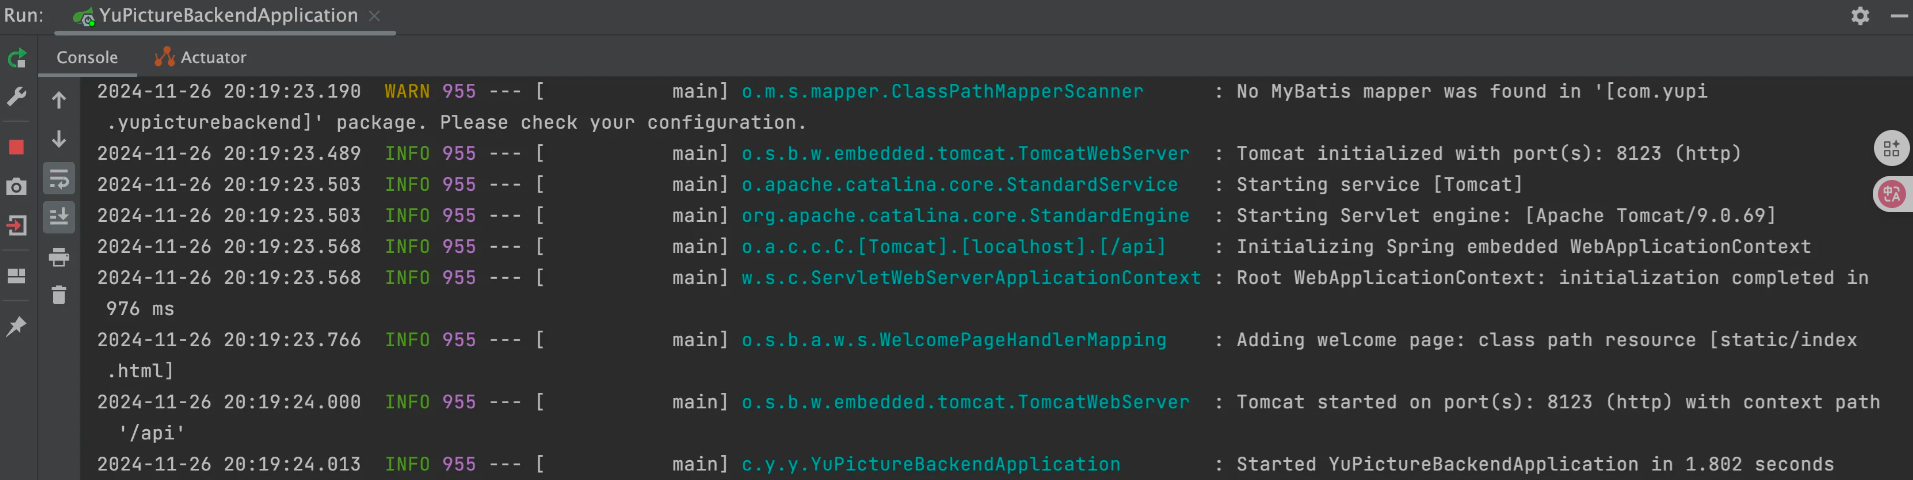 Run: YuPictureBackendApplication
Console Actuator
2024-11-26 20:19:23.190  WARN 955 --- [           main] o.m.s.mapper.ClassPathMapperScanner      : No MyBatis mapper was found in '[com.yupi
.yupicturebackend]' package. Please check your configuration.
2024-11-26 20:19:23.489  INFO 955 --- [           main] o.s.b.w.embedded.tomcat.TomcatWebServer  : Tomcat initialized with port(s): 8123 (http)
2024-11-26 20:19:23.503  INFO 955 --- [           main] o.apache.catalina.core.StandardService   : Starting service [Tomcat]
2024-11-26 20:19:23.503  INFO 955 --- [           main] org.apache.catalina.core.StandardEngine  : Starting Servlet engine: [Apache Tomcat/9.0.69]
2024-11-26 20:19:23.568  INFO 955 --- [           main] o.a.c.c.C.[Tomcat].[localhost].[/api]    : Initializing Spring embedded WebApplicationContext
2024-11-26 20:19:23.568  INFO 955 --- [           main] w.s.c.ServletWebServerApplicationContext : Root WebApplicationContext: initialization completed in
976 ms
2024-11-26 20:19:23.766  INFO 955 --- [           main] o.s.b.a.w.s.WelcomePageHandlerMapping    : Adding welcome page: class path resource [static/index
.html]
2024-11-26 20:19:24.000  INFO 955 --- [           main] o.s.b.w.embedded.tomcat.TomcatWebServer  : Tomcat started on port(s): 8123 (http) with context path
'/api'
2024-11-26 20:19:24.013  INFO 955 --- [           main] c.y.y.YuPictureBackendApplication        : Started YuPictureBackendApplication in 1.802 seconds